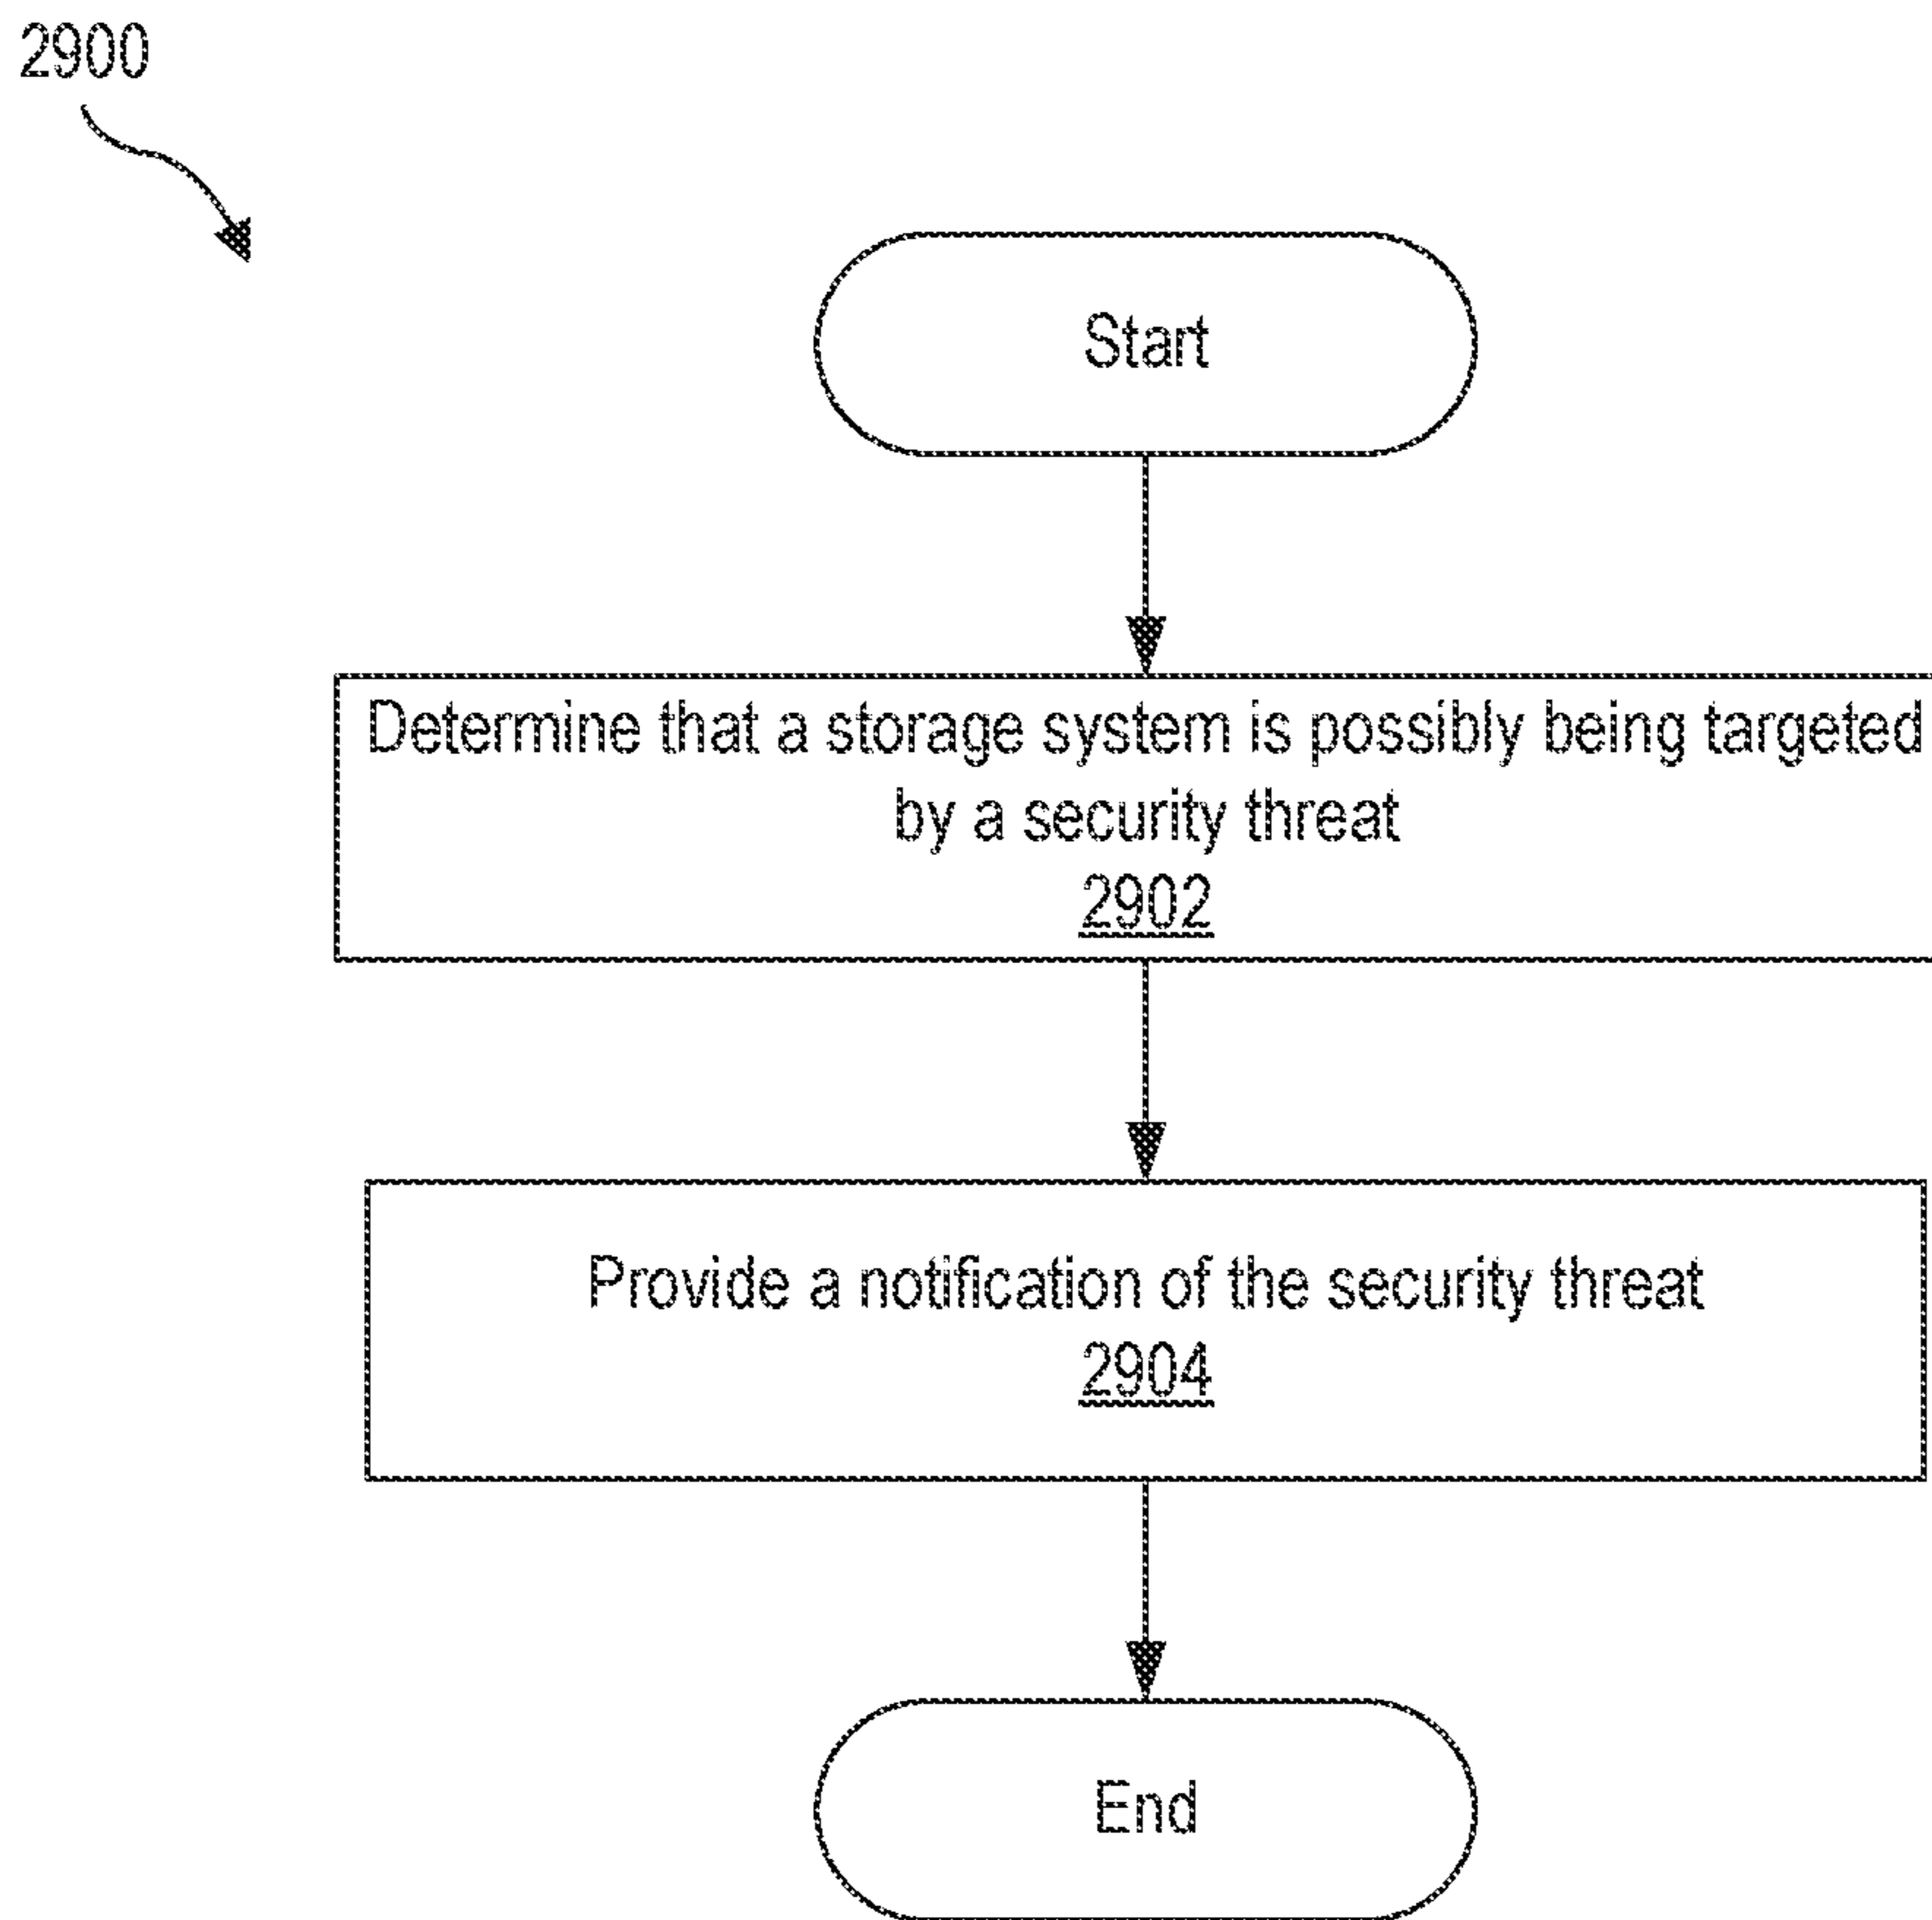 2900
Start
Determine that a storage system is possibly being targeted
by a security threat
2902
Provide a notification of the security threat
2904
End